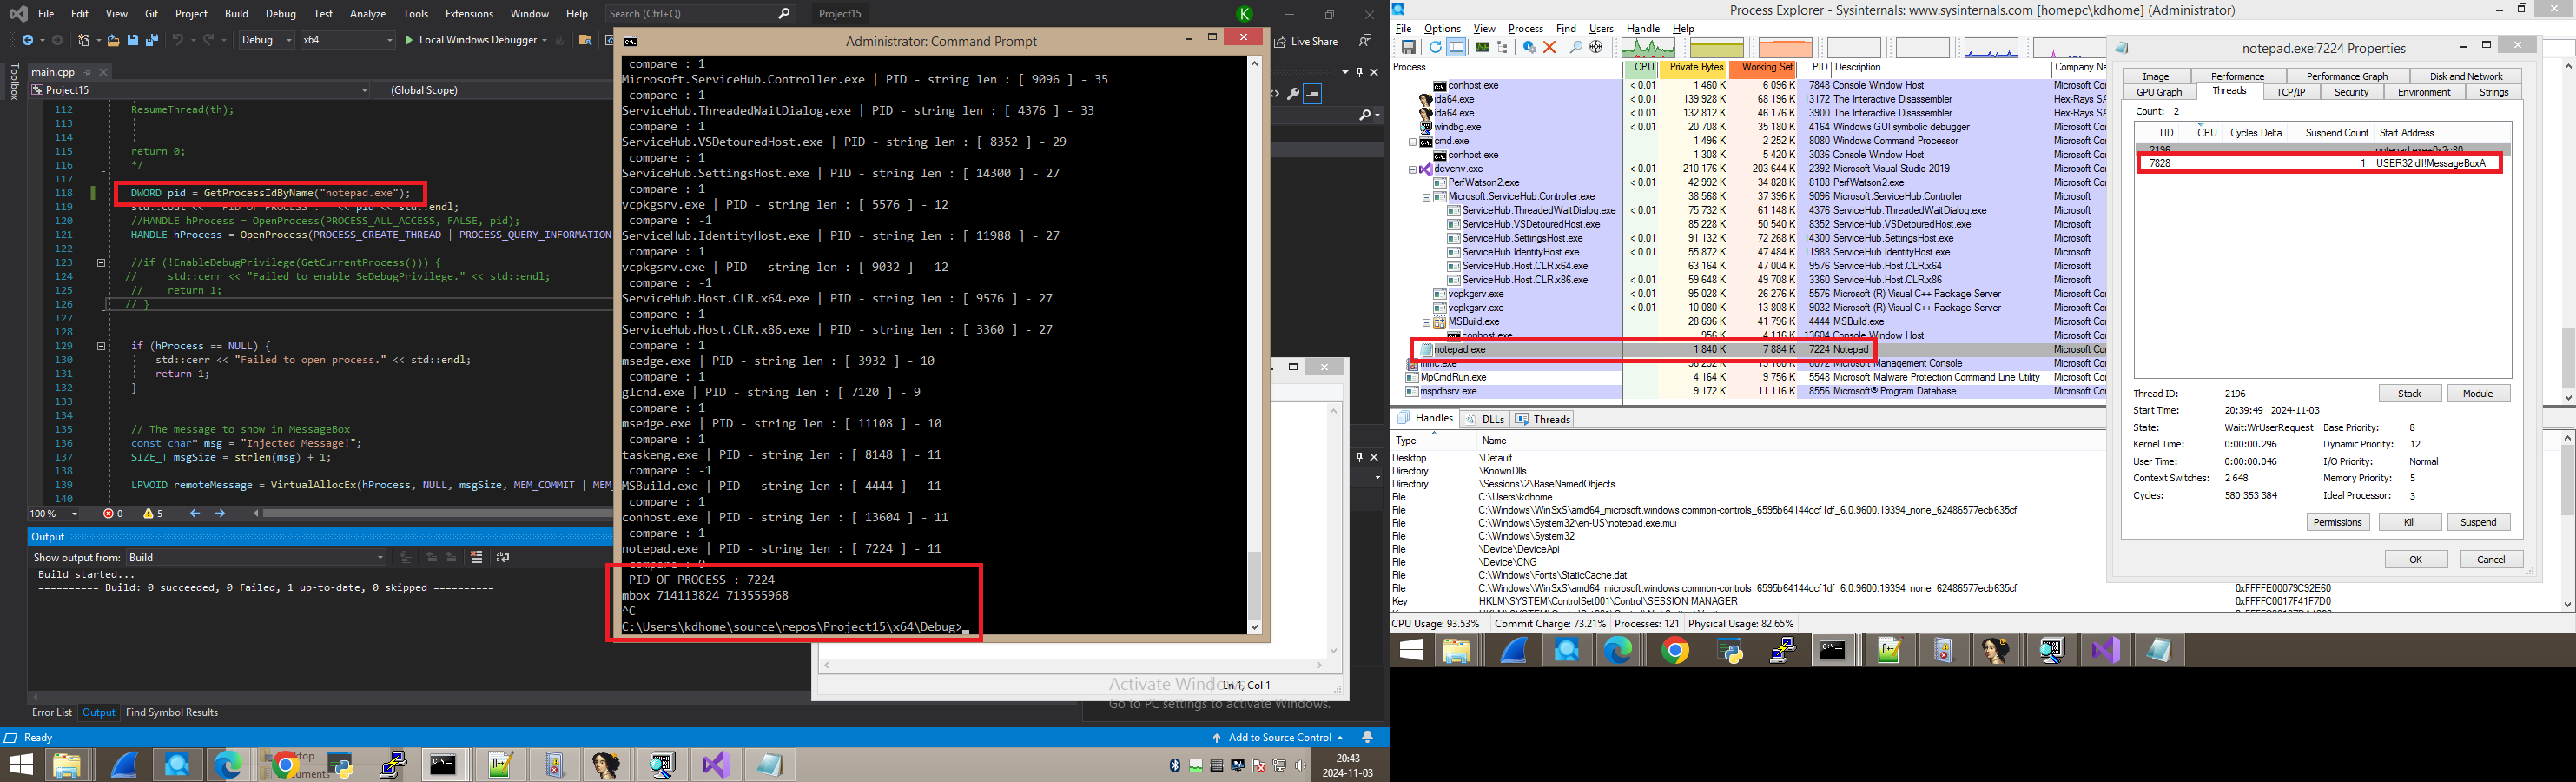 File Edit View Git Project Build Debug Test Analyze Tools Extensions Window Help Search (Ctrl+Q) Project15
Debug x64 Local Windows Debugger
Live Share
Toolbox
main.cpp
Project15 (Global Scope)
112 ResumeThread(th);
113
114
115 return 0;
116 */
117
118 DWORD pid = GetProcessIdByName("notepad.exe");
119 << pid << std::endl;
120 //HANDLE hProcess = OpenProcess(PROCESS_ALL_ACCESS, FALSE, pid);
121 HANDLE hProcess = OpenProcess(PROCESS_CREATE_THREAD | PROCESS_QUERY_INFORMATION
122
123 //if (!EnableDebugPrivilege(GetCurrentProcess())) {
124 // std::cerr << "Failed to enable SeDebugPrivilege." << std::endl;
125 // return 1;
126 // }
127
128
129 if (hProcess == NULL) {
130 std::cerr << "Failed to open process." << std::endl;
131 return 1;
132 }
133
134
135 // The message to show in MessageBox
136 const char* msg = "Injected Message!";
137 SIZE_T msgSize = strlen(msg) + 1;
138
139 LPVOID remoteMessage = VirtualAllocEx(hProcess, NULL, msgSize, MEM_COMMIT | MEM_
140
100 % 0 5
Output
Show output from: Build
Build started...
========== Build: 0 succeeded, 0 failed, 1 up-to-date, 0 skipped ==========
Error List Output Find Symbol Results
Ready
Add to Source Control
Administrator: Command Prompt
compare : 1
Microsoft.ServiceHub.Controller.exe | PID - string len : [ 9096 ] - 35
compare : 1
ServiceHub.ThreadedWaitDialog.exe | PID - string len : [ 4376 ] - 33
compare : 1
ServiceHub.VSDetouredHost.exe | PID - string len : [ 8352 ] - 29
compare : 1
ServiceHub.SettingsHost.exe | PID - string len : [ 14300 ] - 27
compare : 1
vcpkgsrv.exe | PID - string len : [ 5576 ] - 12
compare : -1
ServiceHub.IdentityHost.exe | PID - string len : [ 11988 ] - 27
compare : 1
vcpkgsrv.exe | PID - string len : [ 9032 ] - 12
compare : -1
ServiceHub.Host.CLR.x64.exe | PID - string len : [ 9576 ] - 27
compare : 1
ServiceHub.Host.CLR.x86.exe | PID - string len : [ 3360 ] - 27
compare : 1
msedge.exe | PID - string len : [ 3932 ] - 10
compare : 1
glcnd.exe | PID - string len : [ 7120 ] - 9
compare : 1
msedge.exe | PID - string len : [ 11108 ] - 10
compare : 1
taskeng.exe | PID - string len : [ 8148 ] - 11
compare : -1
MSBuild.exe | PID - string len : [ 4444 ] - 11
compare : 1
conhost.exe | PID - string len : [ 13604 ] - 11
compare : 1
notepad.exe | PID - string len : [ 7224 ] - 11
PID OF PROCESS : 7224
mbox 714113824 713555968
^C
C:\Users\kdhome\source\repos\Project15\x64\Debug>
Activate Windows
Ln 1, Col 1
Go to PC settings to activate Windows.
20:43
2024-11-03
Process Explorer - Sysinternals: www.sysinternals.com [homepc\kdhome] (Administrator)
File Options View Process Find Users Handle Help
Process CPU Private Bytes Working Set PID Description Company Na
conhost.exe < 0.01 1 460 K 6 096 K 7848 Console Window Host Microsoft Cor
ida64.exe < 0.01 139 928 K 68 196 K 13172 The Interactive Disassembler Hex-Rays SA
ida64.exe < 0.01 132 812 K 46 176 K 3900 The Interactive Disassembler Hex-Rays SA
windbg.exe < 0.01 20 708 K 35 180 K 4164 Windows GUI symbolic debugger Microsoft Cor
cmd.exe 1 496 K 2 252 K 8080 Windows Command Processor Microsoft Cor
conhost.exe 1 308 K 5 420 K 3036 Console Window Host Microsoft Cor
devenv.exe < 0.01 210 176 K 203 644 K 2392 Microsoft Visual Studio 2019 Microsoft Cor
PerfWatson2.exe < 0.01 42 992 K 34 828 K 8108 PerfWatson2.exe Microsoft Cor
Microsoft.ServiceHub.Controller.exe 38 568 K 37 396 K 9096 Microsoft.ServiceHub.Controller Microsoft
ServiceHub.ThreadedWaitDialog.exe < 0.01 75 732 K 61 148 K 4376 ServiceHub.ThreadedWaitDialog.exe Microsoft
ServiceHub.VSDetouredHost.exe 85 228 K 50 540 K 8352 ServiceHub.VSDetouredHost.exe Microsoft
ServiceHub.SettingsHost.exe < 0.01 91 132 K 72 268 K 14300 ServiceHub.SettingsHost.exe Microsoft
ServiceHub.IdentityHost.exe < 0.01 55 872 K 47 484 K 11988 ServiceHub.IdentityHost.exe Microsoft
ServiceHub.Host.CLR.x64.exe 63 164 K 47 004 K 9576 ServiceHub.Host.CLR.x64 Microsoft
ServiceHub.Host.CLR.x86.exe < 0.01 59 648 K 49 708 K 3360 ServiceHub.Host.CLR.x86 Microsoft
vcpkgsrv.exe < 0.01 95 028 K 26 276 K 5576 Microsoft (R) Visual C++ Package Server Microsoft Cor
vcpkgsrv.exe < 0.01 10 080 K 13 808 K 9032 Microsoft (R) Visual C++ Package Server Microsoft Cor
MSBuild.exe 28 696 K 41 796 K 4444 MSBuild.exe Microsoft Cor
conhost.exe 956 K 4 116 K 13604 Console Window Host Microsoft Cor
notepad.exe 1 840 K 7 884 K 7224 Notepad Microsoft Cor
Microsoft Management Console Microsoft Cor
MpCmdRun.exe 4 164 K 9 756 K 5548 Microsoft Malware Protection Command Line Utility Microsoft Cor
mspdbsrv.exe 9 172 K 11 116 K 8556 Microsoft® Program Database Microsoft Cor
Handles DLLs Threads
Type Name
Desktop \Default
Directory \KnownDlls
Directory \Sessions\2\BaseNamedObjects
File C:\Users\kdhome
File C:\Windows\WinSxS\amd64_microsoft.windows.common-controls_6595b64144ccf1df_6.0.9600.19394_none_62486577ecb635cf
File C:\Windows\System32\en-US\notepad.exe.mui
File C:\Windows\System32
File \Device\DeviceApi
File \Device\CNG
File C:\Windows\Fonts\StaticCache.dat
File C:\Windows\WinSxS\amd64_microsoft.windows.common-controls_6595b64144ccf1df_6.0.9600.19394_none_62486577ecb635cf 0xFFFFE00079C92E60
Key HKLM\SYSTEM\ControlSet001\Control\SESSION MANAGER 0xFFFFC0017F41F7D0
CPU Usage: 93.53% Commit Charge: 73.21% Processes: 121 Physical Usage: 82.65%
notepad.exe:7224 Properties
Image Performance Performance Graph Disk and Network
GPU Graph Threads TCP/IP Security Environment Strings
Count: 2
TID CPU Cycles Delta Suspend Count Start Address
2196 notepad.exe+0x2c80
7828 1 USER32.dll!MessageBoxA
Thread ID: 2196 Stack Module
Start Time: 20:39:49 2024-11-03
State: Wait:WrUserRequest Base Priority: 8
Kernel Time: 0:00:00.296 Dynamic Priority: 12
User Time: 0:00:00.046 I/O Priority: Normal
Context Switches: 2 648 Memory Priority: 5
Cycles: 580 353 384 Ideal Processor: 3
Permissions Kill Suspend
OK Cancel